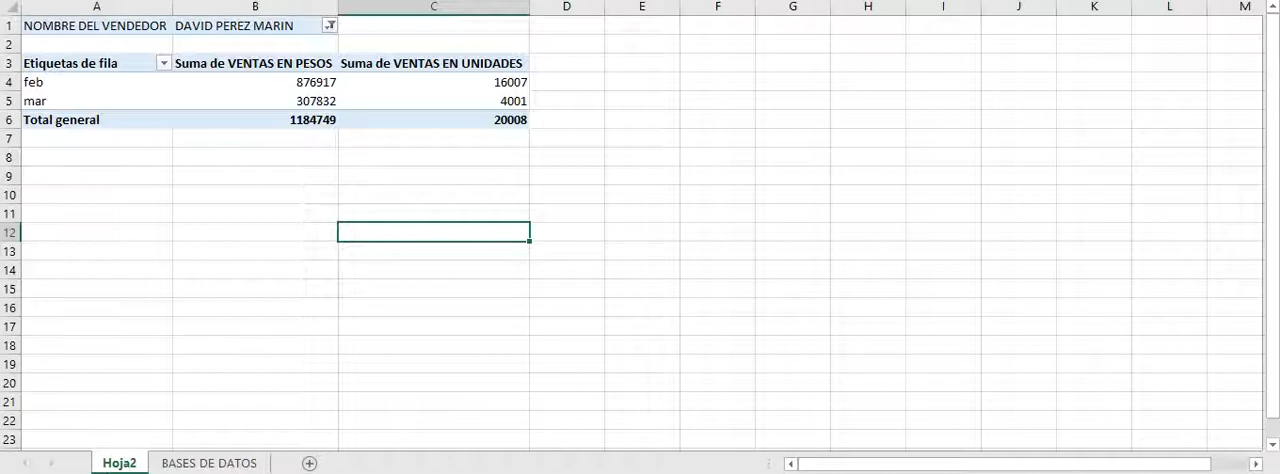 A B C D E F G H I J K L M
1 NOMBRE DEL VENDEDOR DAVID PEREZ MARIN
2
3 Etiquetas de fila Suma de VENTAS EN PESOS Suma de VENTAS EN UNIDADES
4 feb 876917 16007
5 mar 307832 4001
6 Total general 1184749 20008
7
8
9
10
11
12
13
14
15
16
17
18
19
20
21
22
23
Hoja2 BASES DE DATOS